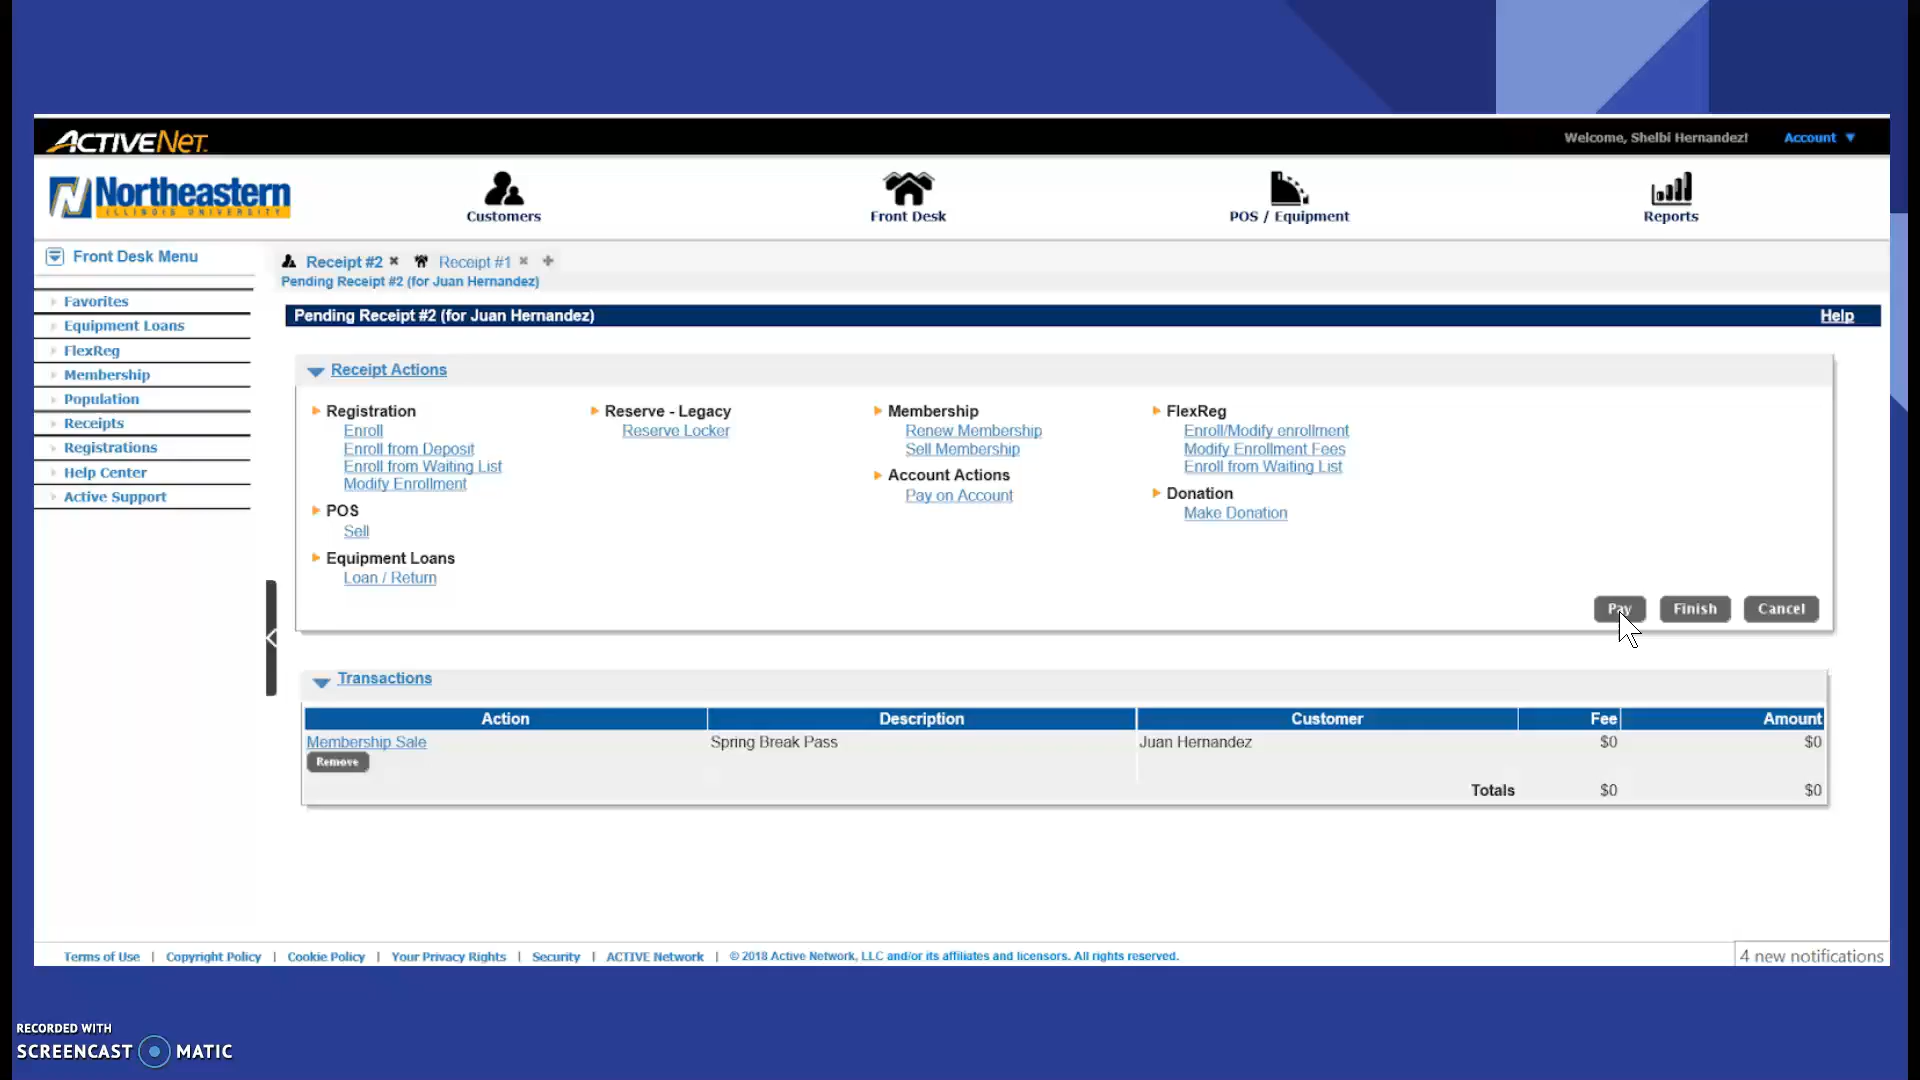 ACTIVENET
Welcome, Shelbi Hernandez! Account
Northeastern
ILLINOIS UNIVERSITY
Customers
Front Desk
POS / Equipment
Reports
Front Desk Menu
Favorites
Equipment Loans
FlexReg
Membership
Population
Receipts
Registrations
Help Center
Active Support
Receipt #2 Receipt #1
Pending Receipt #2 (for Juan Hernandez)
Pending Receipt #2 (for Juan Hernandez) Help
Receipt Actions
Registration
Enroll
Enroll from Deposit
Enroll from Waiting List
Modify Enrollment
POS
Sell
Equipment Loans
Loan / Return
Reserve - Legacy
Reserve Locker
Membership
Renew Membership
Sell Membership
Account Actions
Pay on Account
FlexReg
Enroll/Modify enrollment
Modify Enrollment Fees
Enroll from Waiting List
Donation
Make Donation
Pay Finish Cancel
Transactions
Action Description Customer Fee Amount
Membership Sale Spring Break Pass Juan Hernandez $0 $0
Remove
Totals $0 $0
Terms of Use | Copyright Policy | Cookie Policy | Your Privacy Rights | Security | ACTIVE Network | © 2018 Active Network, LLC and/or its affiliates and licensors. All rights reserved.
4 new notifications
RECORDED WITH
SCREENCAST MATIC